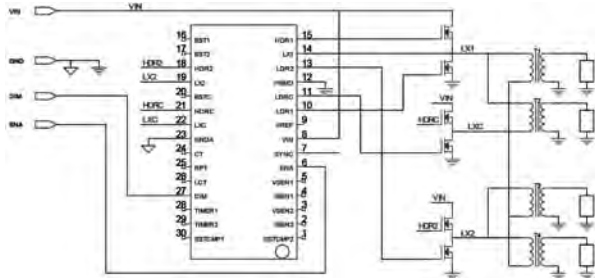 VIN
VIN
GND
DIM
ENA
16 BST1 HDR1 15
17 BST2 LX1 14
HDR2 18 HDR2 LDR2 13
LX2 19 LX2 PGND 12
20 BSTC LDRC 11
HDRC 21 HDRC LDR1 10
LXC 22 LXC VREF 9
23 GNDA VIN 8
24 CT SYNC 7
25 RPT ENA 6
26 LCT VSEN1 5
27 DIM ISEN1 4
28 TIMER1 VSEN2 3
29 TIMER2 ISEN2 2
30 SSTCMP1 SSTCMP2 1
LX1
VIN
HDRC
LXC
VIN
HDR2
LX2